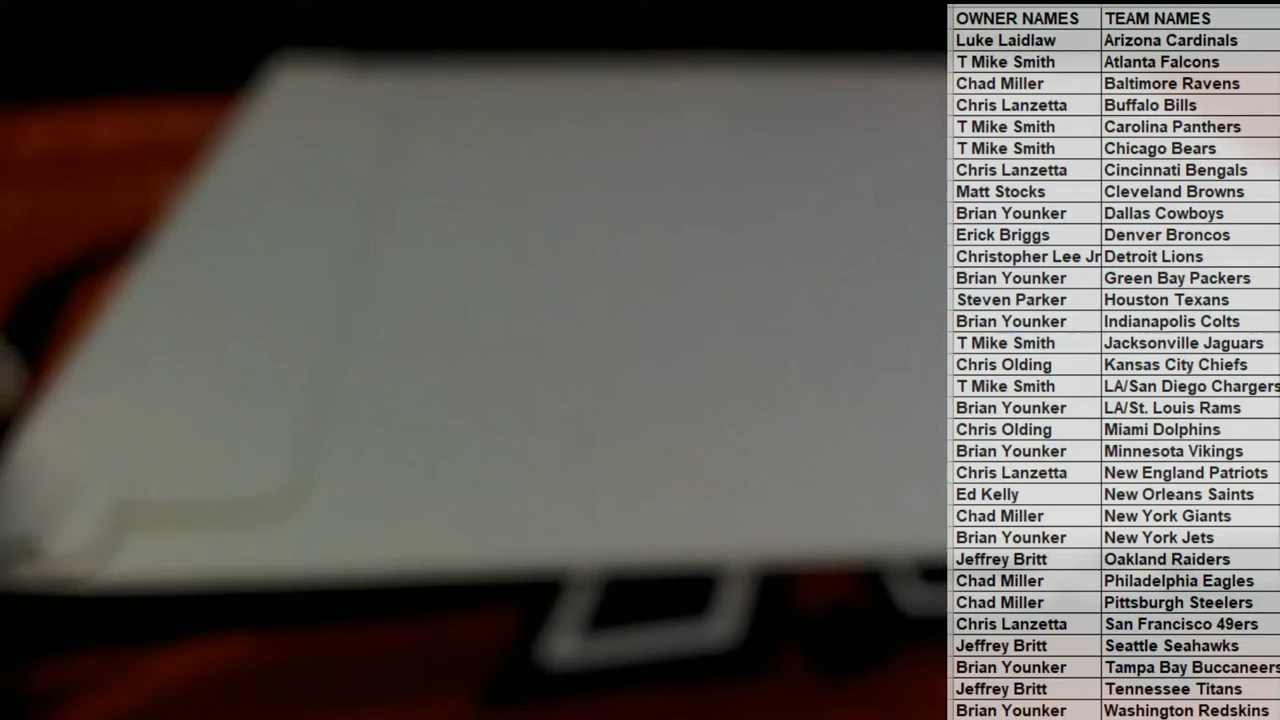 OWNER NAMES TEAM NAMES
Luke Laidlaw Arizona Cardinals
T Mike Smith Atlanta Falcons
Chad Miller Baltimore Ravens
Chris Lanzetta Buffalo Bills
T Mike Smith Carolina Panthers
T Mike Smith Chicago Bears
Chris Lanzetta Cincinnati Bengals
Matt Stocks Cleveland Browns
Brian Younker Dallas Cowboys
Erick Briggs Denver Broncos
Christopher Lee Jr Detroit Lions
Brian Younker Green Bay Packers
Steven Parker Houston Texans
Brian Younker Indianapolis Colts
T Mike Smith Jacksonville Jaguars
Chris Olding Kansas City Chiefs
T Mike Smith LA/San Diego Chargers
Brian Younker LA/St. Louis Rams
Chris Olding Miami Dolphins
Brian Younker Minnesota Vikings
Chris Lanzetta New England Patriots
Ed Kelly New Orleans Saints
Chad Miller New York Giants
Brian Younker New York Jets
Jeffrey Britt Oakland Raiders
Chad Miller Philadelphia Eagles
Chad Miller Pittsburgh Steelers
Chris Lanzetta San Francisco 49ers
Jeffrey Britt Seattle Seahawks
Brian Younker Tampa Bay Buccaneers
Jeffrey Britt Tennessee Titans
Brian Younker Washington Redskins